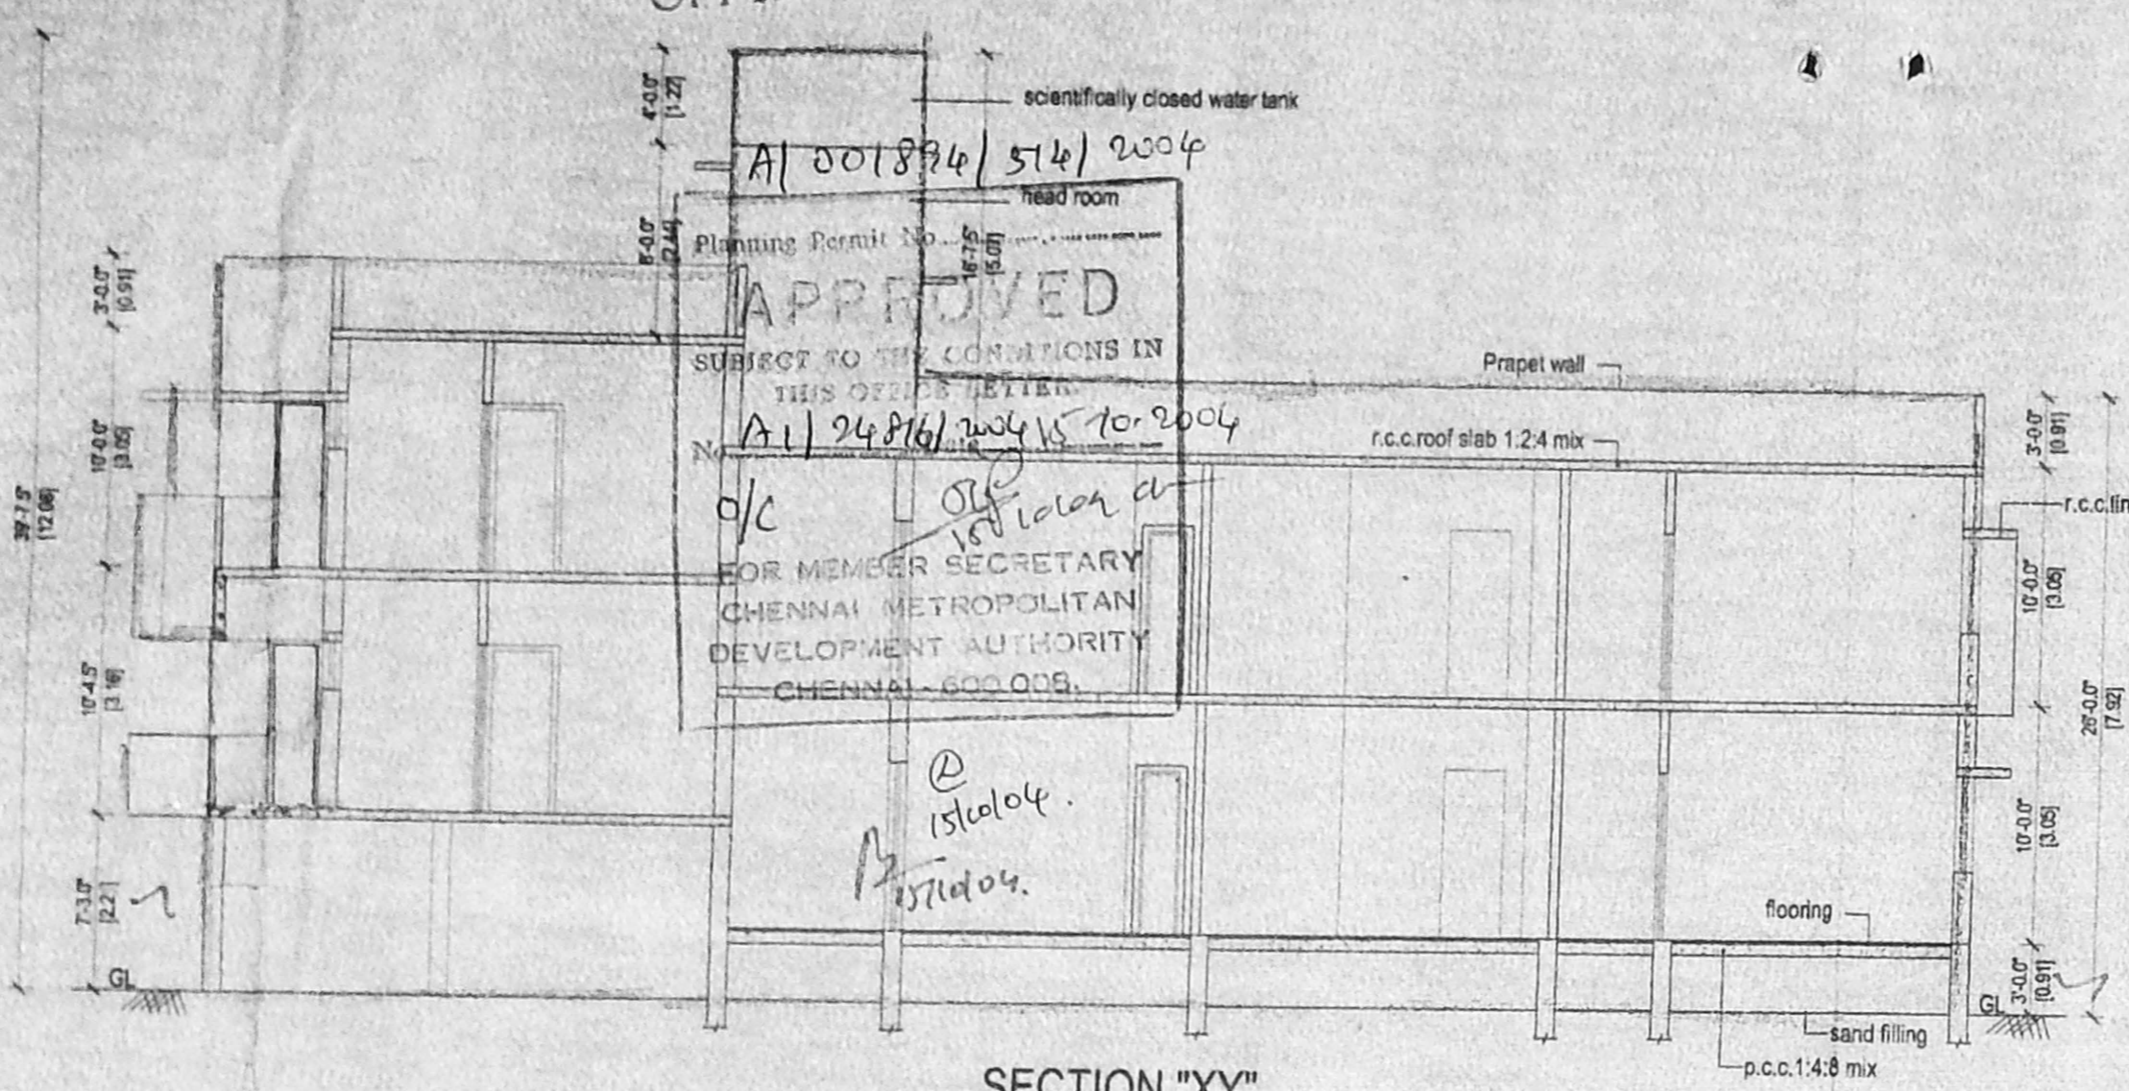 4'-0.0"
[1.22]
scientifically closed water tank
A/ 001894/ 514/ 2004
head room
Planning Permit No.
8'-0.0"
[2.44]
16'-7.5"
[5.07]
3'-0.0"
[0.91]
APPROVED
SUBJECT TO THE CONDITIONS IN
THIS OFFICE LETTER.
Prapet wall
No
A1/ 24816/ 2004 15 10. 2004
r.c.c.roof slab 1:2:4 mix
3'-0.0"
[0.91]
10'-0.0"
[3.05]
39'-7.5"
[12.08]
O/C
r.c.c.lin
FOR MEMBER SECRETARY
CHENNAI METROPOLITAN
DEVELOPMENT AUTHORITY
CHENNAI - 600 008.
10'-0.0"
[3.05]
10'-4.5"
[3.16]
26'-0.0"
[7.92]
15/10/04.
15/10/04.
10'-0.0"
[3.05]
7'-3.0"
[2.2
flooring
GL
3'-0.0"
[0.91]
GL
sand filling
p.c.c.1:4:8 mix
SECTION "XY"